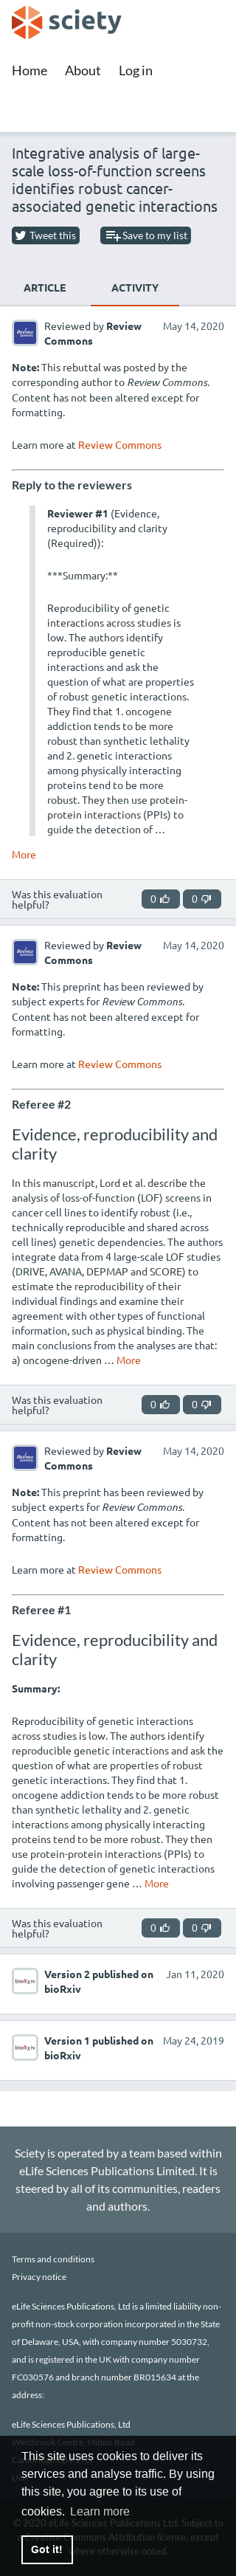 sciety
Home About Log in
Integrative analysis of large-
scale loss-of-function screens
identifies robust cancer-
associated genetic interactions
Tweet this Save to my list
ARTICLE ACTIVITY
Reviewed by Review May 14, 2020
Commons
Note: This rebuttal was posted by the
corresponding author to Review Commons.
Content has not been altered except for
formatting.
Learn more at Review Commons
Reply to the reviewers
Reviewer #1 (Evidence,
reproducibility and clarity
(Required)):
***Summary:**
Reproducibility of genetic
interactions across studies is
low. The authors identify
reproducible genetic
interactions and ask the
question of what are properties
of robust genetic interactions.
They find that 1. oncogene
addiction tends to be more
robust than synthetic lethality
and 2. genetic interactions
among physically interacting
proteins tend to be more
robust. They then use protein-
protein interactions (PPIs) to
guide the detection of …
More
Was this evaluation
helpful?
0 0
Reviewed by Review May 14, 2020
Commons
Note: This preprint has been reviewed by
subject experts for Review Commons.
Content has not been altered except for
formatting.
Learn more at Review Commons
Referee #2
Evidence, reproducibility and
clarity
In this manuscript, Lord et al. describe the
analysis of loss-of-function (LOF) screens in
cancer cell lines to identify robust (i.e.,
technically reproducible and shared across
cell lines) genetic dependencies. The authors
integrate data from 4 large-scale LOF studies
(DRIVE, AVANA, DEPMAP and SCORE) to
estimate the reproducibility of their
individual findings and examine their
agreement with other types of functional
information, such as physical binding. The
main conclusions from the analyses are that:
a) oncogene-driven … More
Was this evaluation
helpful?
0 0
Reviewed by Review May 14, 2020
Commons
Note: This preprint has been reviewed by
subject experts for Review Commons.
Content has not been altered except for
formatting.
Learn more at Review Commons
Referee #1
Evidence, reproducibility and
clarity
Summary:
Reproducibility of genetic interactions
across studies is low. The authors identify
reproducible genetic interactions and ask the
question of what are properties of robust
genetic interactions. They find that 1.
oncogene addiction tends to be more robust
than synthetic lethality and 2. genetic
interactions among physically interacting
proteins tend to be more robust. They then
use protein-protein interactions (PPIs) to
guide the detection of genetic interactions
involving passenger gene … More
Was this evaluation
helpful?
0 0
bioRxiv
Version 2 published on Jan 11, 2020
bioRxiv
bioRxiv
Version 1 published on May 24, 2019
bioRxiv
Sciety is operated by a team based within
eLife Sciences Publications Limited. It is
steered by all of its communities, readers
and authors.
Terms and conditions
Privacy notice
eLife Sciences Publications, Ltd is a limited liability non-
profit non-stock corporation incorporated in the State
of Delaware, USA, with company number 5030732,
and is registered in the UK with company number
FC030576 and branch number BR015634 at the
address:
eLife Sciences Publications, Ltd
Westbrook Centre, Milton Road
This site uses cookies to deliver its
services and analyse traffic. By using
this site, you agree to its use of
cookies. Learn more
© 2020 eLife Sciences Publications Ltd. Subject to
a Creative Commons Attribution license, except
where otherwise noted.
Got it!